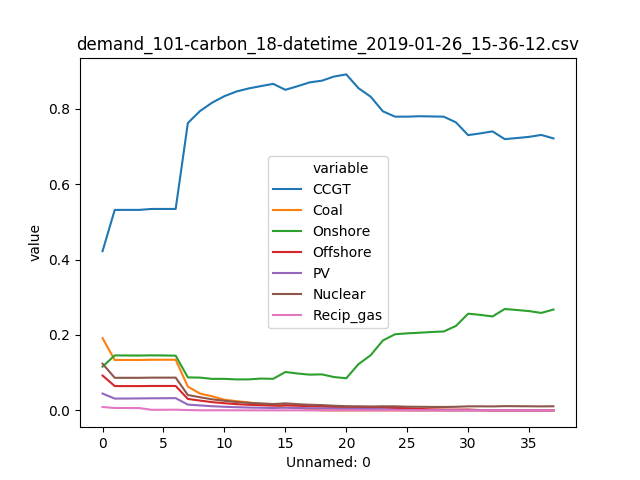 demand_101-carbon_18-datetime_2019-01-26_15-36-12.csv
value
0.8
0.6
0.4
0.2
0.0
variable
CCGT
Coal
Onshore
Offshore
PV
Nuclear
Recip_gas
0 5 10 15 20 25 30 35
Unnamed: 0